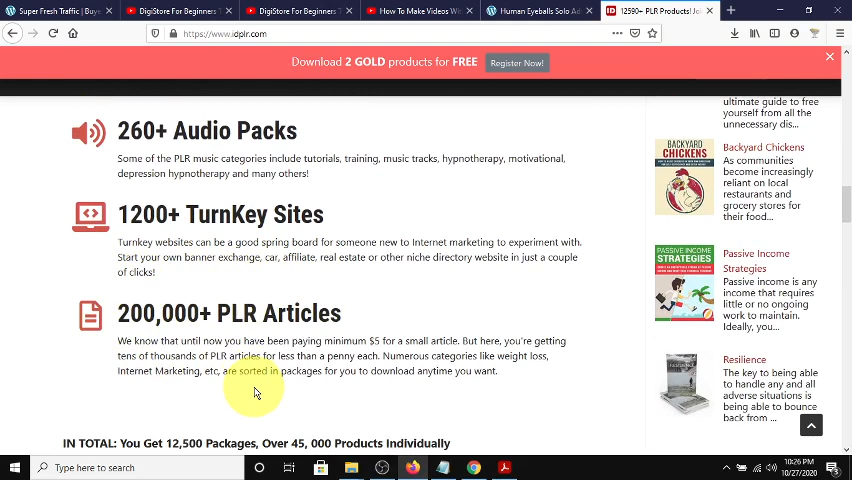 Super Fresh Traffic | Buye
DigiStore For Beginners T
DigiStore For Beginners T
How To Make Videos Wi
Human Eyeballs Solo Ad
12590+ PLR Products! Joi
https://www.idplr.com
Download 2 GOLD products for FREE
Register Now!
260+ Audio Packs
Some of the PLR music categories include tutorials, training, music tracks, hypnotherapy, motivational,
depression hypnotherapy and many others!
1200+ TurnKey Sites
Turnkey websites can be a good spring board for someone new to Internet marketing to experiment with.
Start your own banner exchange, car, affiliate, real estate or other niche directory website in just a couple
of clicks!
200,000+ PLR Articles
We know that until now you have been paying minimum $5 for a small article. But here, you're getting
tens of thousands of PLR articles for less than a penny each. Numerous categories like weight loss,
Internet Marketing, etc, are sorted in packages for you to download anytime you want.
IN TOTAL: You Get 12,500 Packages, Over 45, 000 Products Individually
ultimate guide to free
yourself from all the
unnecessary dis...
BACKYARD
CHICKENS
Backyard Chickens
As communities
become increasingly
reliant on local
restaurants and
grocery stores for
their food...
PASSIVE INCOME
STRATEGIES
Passive Income
Strategies
Passive income is any
income that requires
little or no ongoing
work to maintain.
Ideally, you...
RESILIENCE
Resilience
The key to being able
to handle any and all
adverse situations is
being able to bounce
back from...
Type here to search
10:26 PM
10/27/2020
3